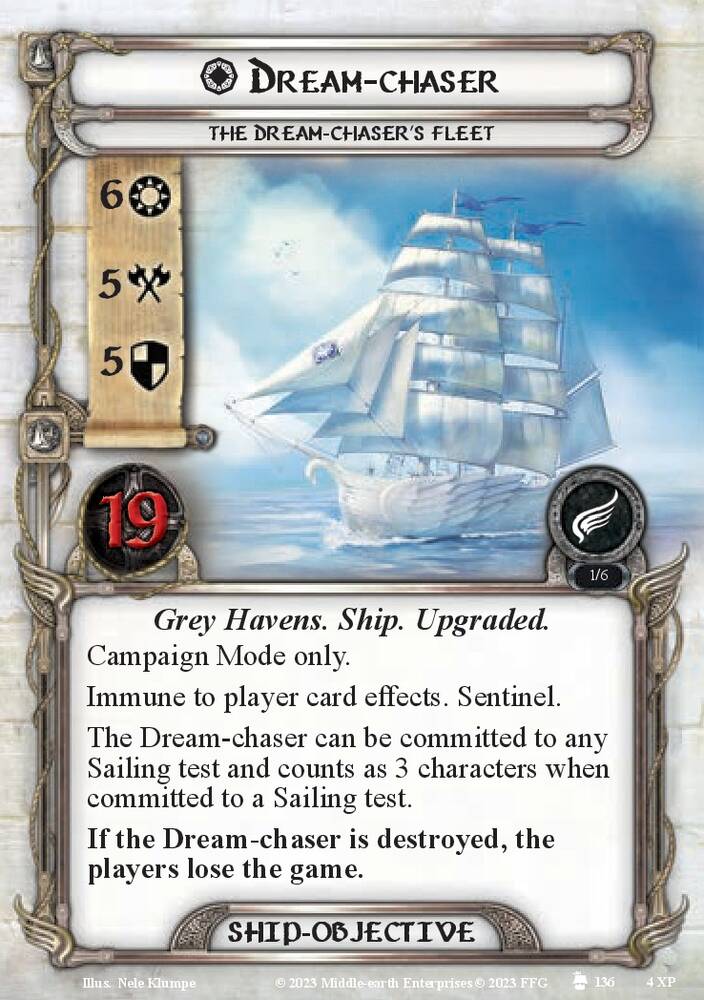 DREAM-CHASER
THE DREAM-CHASER'S FLEET
6
5
5
19
1/6
Grey Havens. Ship. Upgraded.
Campaign Mode only.
Immune to player card effects. Sentinel.
The Dream-chaser can be committed to any
Sailing test and counts as 3 characters when
committed to a Sailing test.
If the Dream-chaser is destroyed, the
players lose the game.
SHIP-OBJECTIVE
Illus. Nele Klumpe © 2023 Middle-earth Enterprises © 2023 FFG 136 4 XP